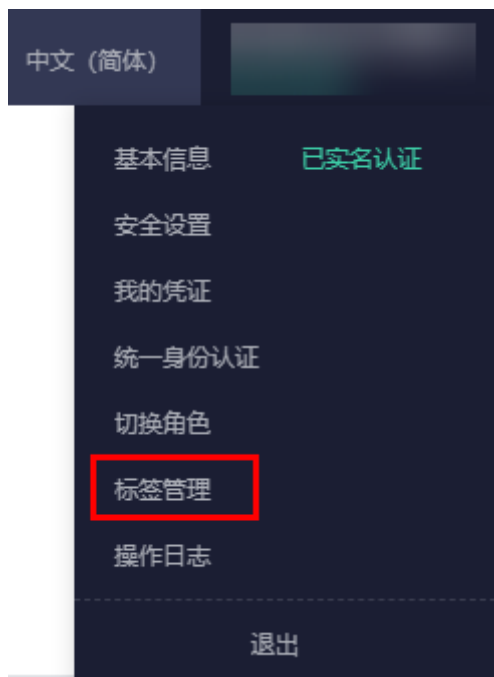 中文 (简体)
基本信息 已实名认证
安全设置
我的凭证
统一身份认证
切换角色
标签管理
操作日志
退出